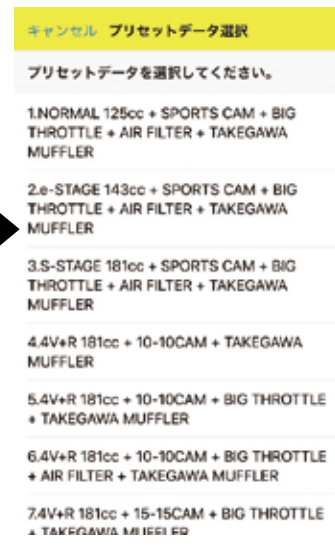 キャンセル プリセットデータ選択
プリセットデータを選択してください。
1.NORMAL 125cc + SPORTS CAM + BIG
THROTTLE + AIR FILTER + TAKEGAWA
MUFFLER
2.e-STAGE 143cc + SPORTS CAM + BIG
THROTTLE + AIR FILTER + TAKEGAWA
MUFFLER
3.S-STAGE 181cc + SPORTS CAM + BIG
THROTTLE + AIR FILTER + TAKEGAWA
MUFFLER
4.4V+R 181cc + 10-10CAM + TAKEGAWA
MUFFLER
5.4V+R 181cc + 10-10CAM + BIG THROTTLE
+ TAKEGAWA MUFFLER
6.4V+R 181cc + 10-10CAM + BIG THROTTLE
+ AIR FILTER + TAKEGAWA MUFFLER
7.4V+R 181cc + 15-15CAM + BIG THROTTLE
+ TAKEGAWA MUFFLER